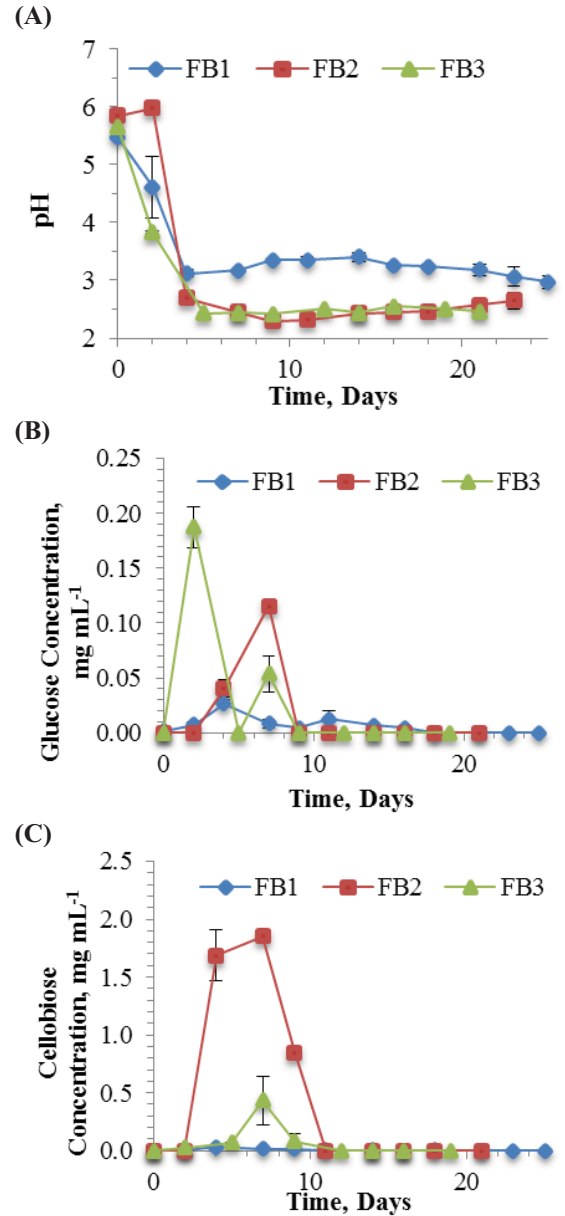 (A)
FB1 FB2 FB3
7
6
5
4
3
2
pH
0 10 20
Time, Days
(B)
FB1 FB2 FB3
0.25
0.20
0.15
0.10
0.05
0.00
Glucose Concentration,
mg mL-1
0 10 20
Time, Days
(C)
FB1 FB2 FB3
2.5
2.0
1.5
1.0
0.5
0.0
Cellobiose
Concentration, mg mL-1
0 10 20
Time, Days